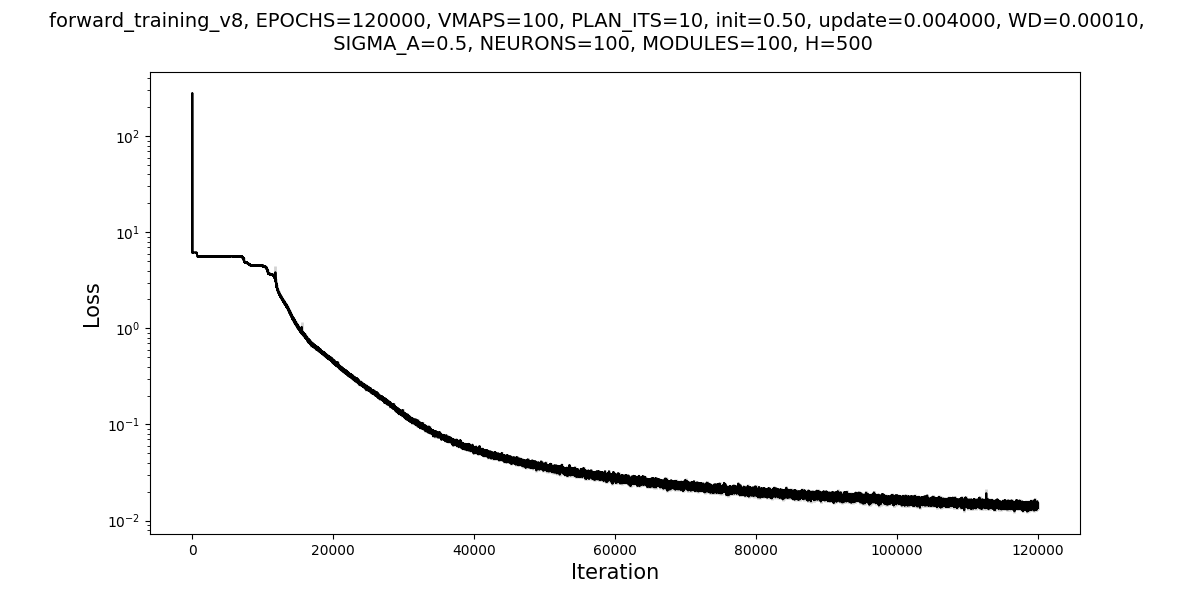 forward_training_v8, EPOCHS=120000, VMAPS=100, PLAN_ITS=10, init=0.50, update=0.004000, WD=0.00010,
SIGMA_A=0.5, NEURONS=100, MODULES=100, H=500
10²
10¹
10⁰
10⁻¹
10⁻²
Loss
0 20000 40000 60000 80000 100000 120000
Iteration